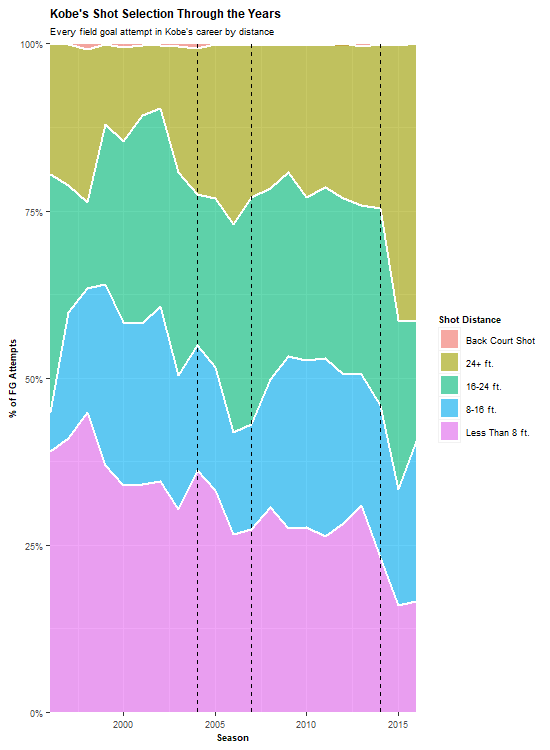 Kobe's Shot Selection Through the Years
Every field goal attempt in Kobe's career by distance
100%
75%
50%
25%
0%
% of FG Attempts
2000 2005 2010 2015
Season
Shot Distance
Back Court Shot
24+ ft.
16-24 ft.
8-16 ft.
Less Than 8 ft.